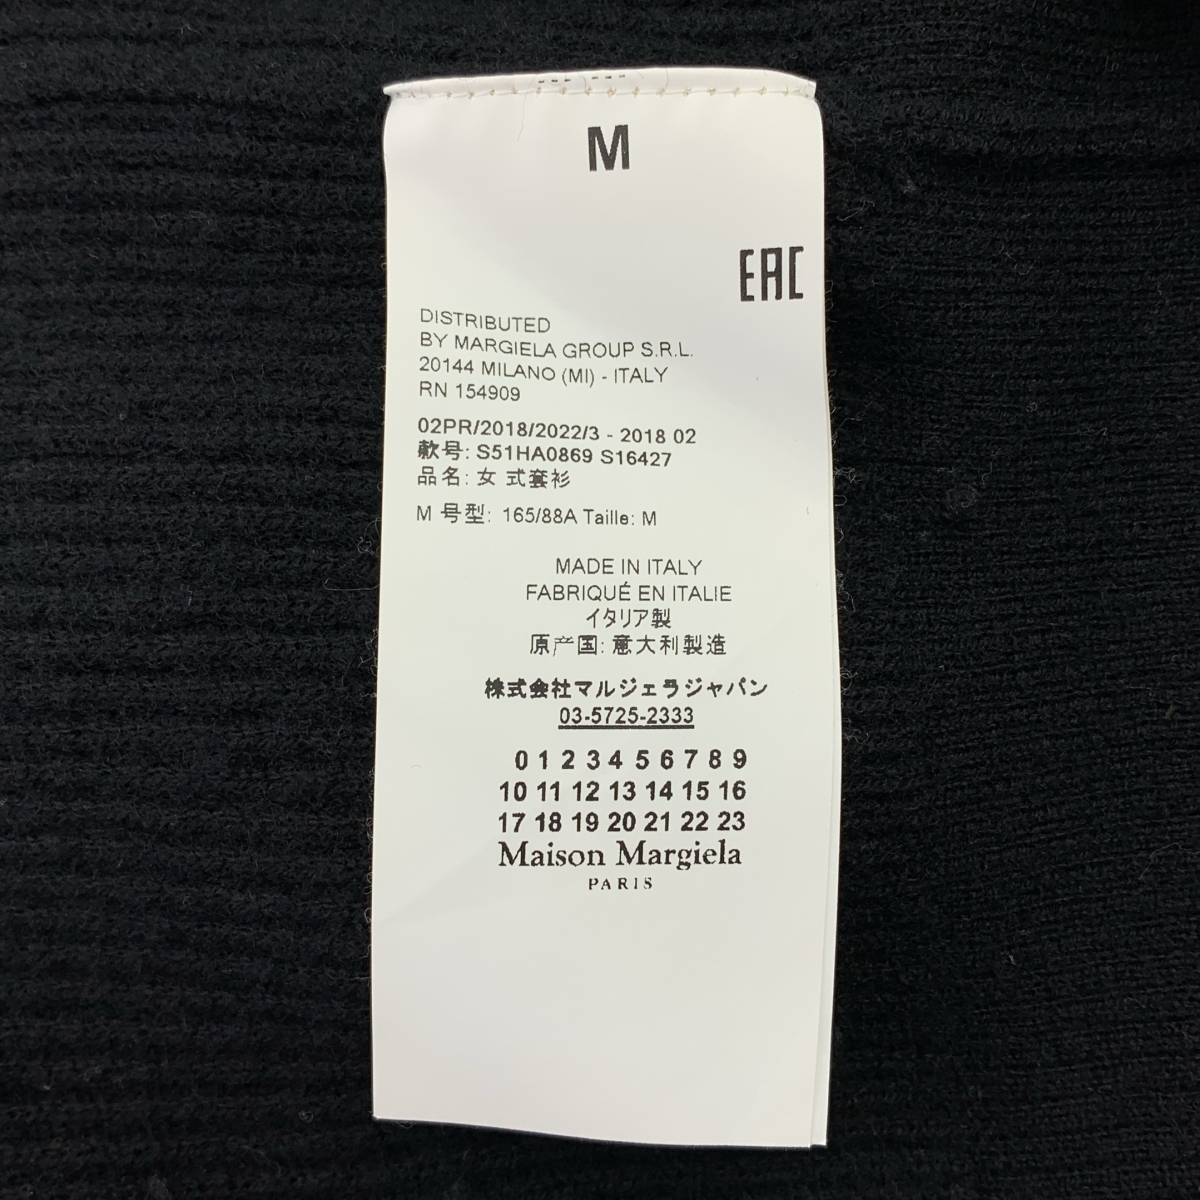 M
EAC
DISTRIBUTED
BY MARGIELA GROUP S.R.L.
20144 MILANO (MI) - ITALY
RN 154909
02PR/2018/2022/3 - 2018 02
款号: S51HA0869 S16427
品名: 女 式套衫
M 号型: 165/88A Taille: M
MADE IN ITALY
FABRIQUÉ EN ITALIE
イタリア製
原产国: 意大利製造
株式会社マルジェラジャパン
03-5725-2333
0 1 2 3 4 5 6 7 8 9
10 11 12 13 14 15 16
17 18 19 20 21 22 23
Maison Margiela
PARIS